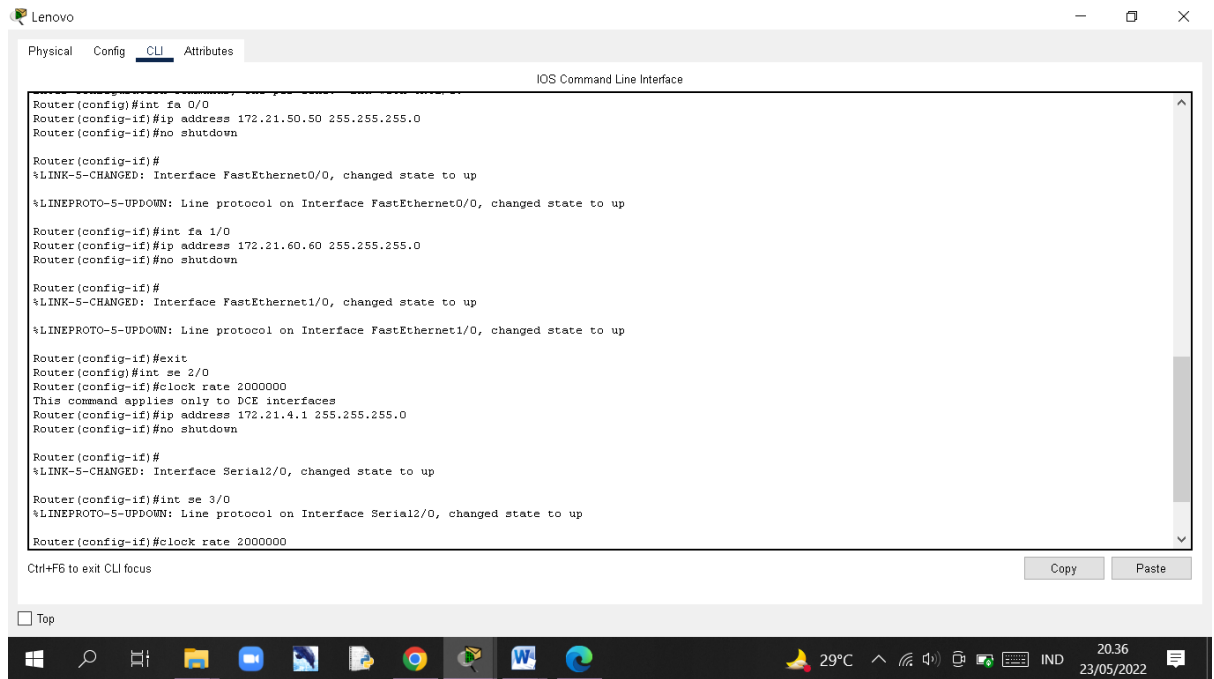 Lenovo
Physical Config CLI Attributes
IOS Command Line Interface
Router(config)#int fa 0/0
Router(config-if)#ip address 172.21.50.50 255.255.255.0
Router(config-if)#no shutdown
Router(config-if)#
%LINK-5-CHANGED: Interface FastEthernet0/0, changed state to up
%LINEPROTO-5-UPDOWN: Line protocol on Interface FastEthernet0/0, changed state to up
Router(config-if)#int fa 1/0
Router(config-if)#ip address 172.21.60.60 255.255.255.0
Router(config-if)#no shutdown
Router(config-if)#
%LINK-5-CHANGED: Interface FastEthernet1/0, changed state to up
%LINEPROTO-5-UPDOWN: Line protocol on Interface FastEthernet1/0, changed state to up
Router(config-if)#exit
Router(config)#int se 2/0
Router(config-if)#clock rate 2000000
This command applies only to DCE interfaces
Router(config-if)#ip address 172.21.4.1 255.255.255.0
Router(config-if)#no shutdown
Router(config-if)#
%LINK-5-CHANGED: Interface Serial2/0, changed state to up
Router(config-if)#int se 3/0
%LINEPROTO-5-UPDOWN: Line protocol on Interface Serial2/0, changed state to up
Router(config-if)#clock rate 2000000
Ctrl+F6 to exit CLI focus
Copy Paste
Top
29°C IND 20.36
23/05/2022